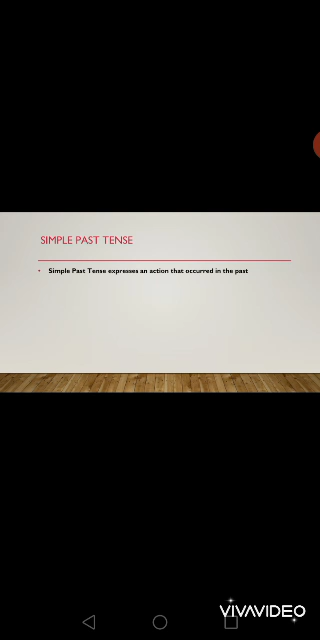 SIMPLE PAST TENSE
Simple Past Tense expresses an action that occurred in the past
VIVAVIDEO